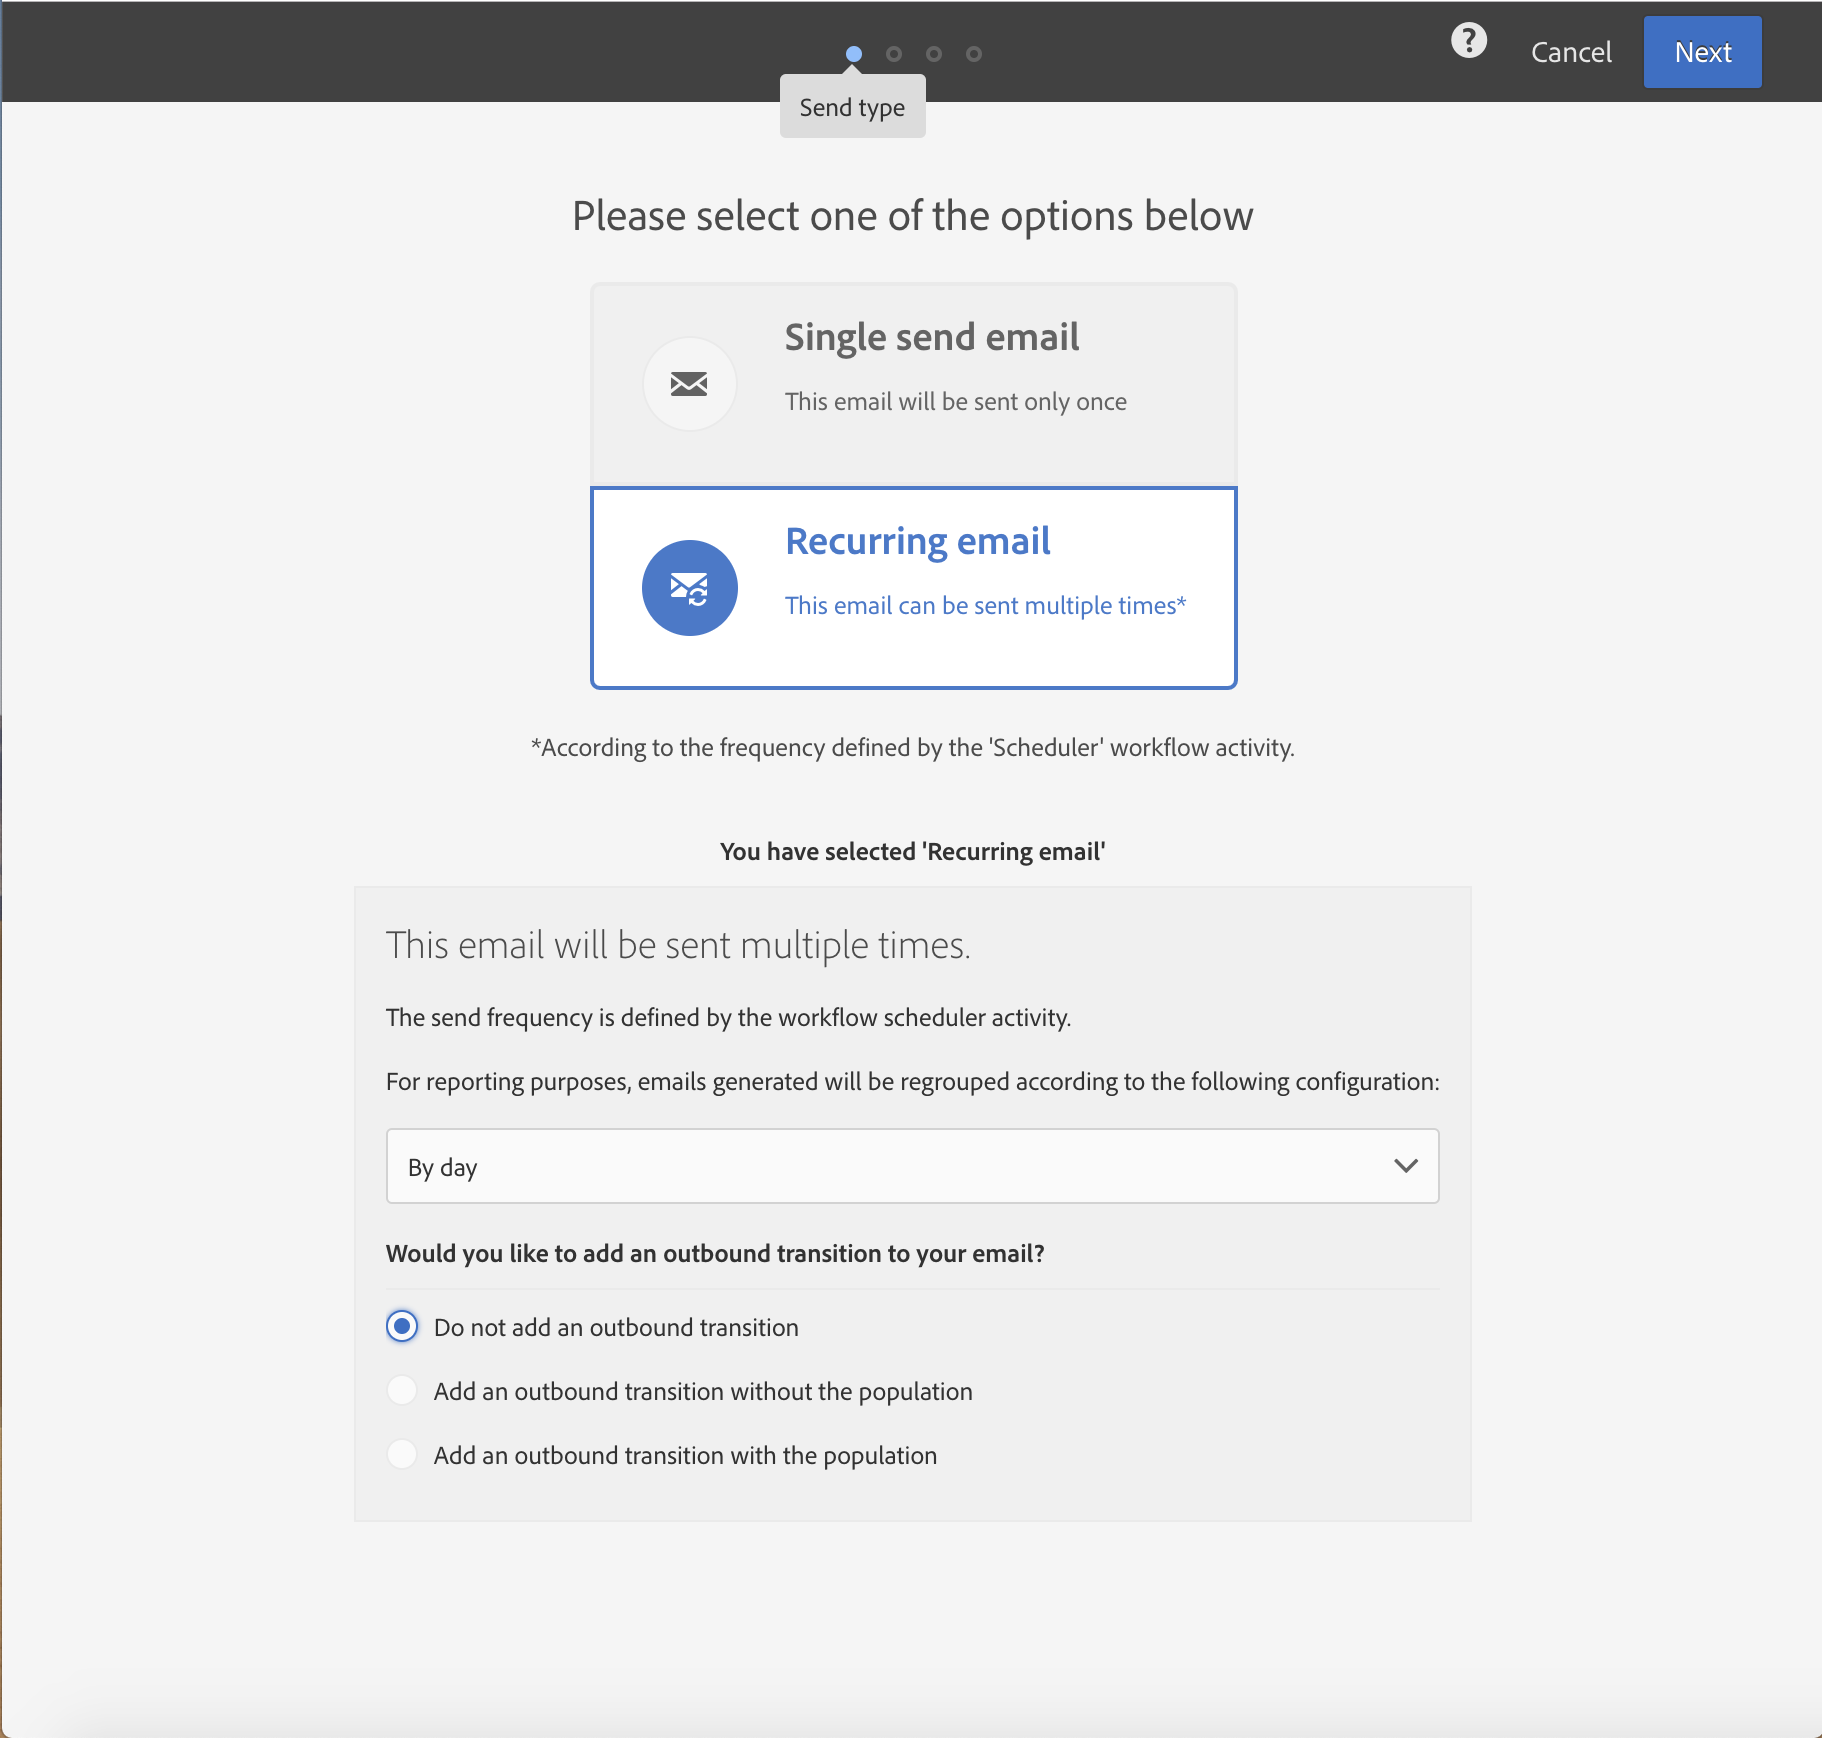 ?
Cancel
Next
Send type
Please select one of the options below
Single send email
This email will be sent only once
Recurring email
This email can be sent multiple times*
*According to the frequency defined by the 'Scheduler' workflow activity.
You have selected 'Recurring email'
This email will be sent multiple times.
The send frequency is defined by the workflow scheduler activity.
For reporting purposes, emails generated will be regrouped according to the following configuration:
By day
Would you like to add an outbound transition to your email?
Do not add an outbound transition
Add an outbound transition without the population
Add an outbound transition with the population